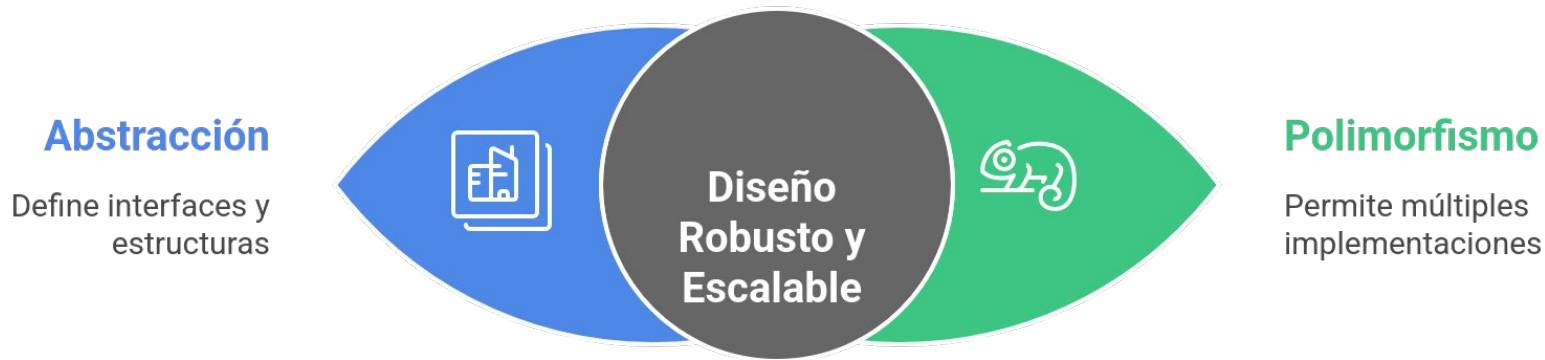 Abstracción
Define interfaces y
estructuras
Diseño
Robusto y
Escalable
Polimorfismo
Permite múltiples
implementaciones